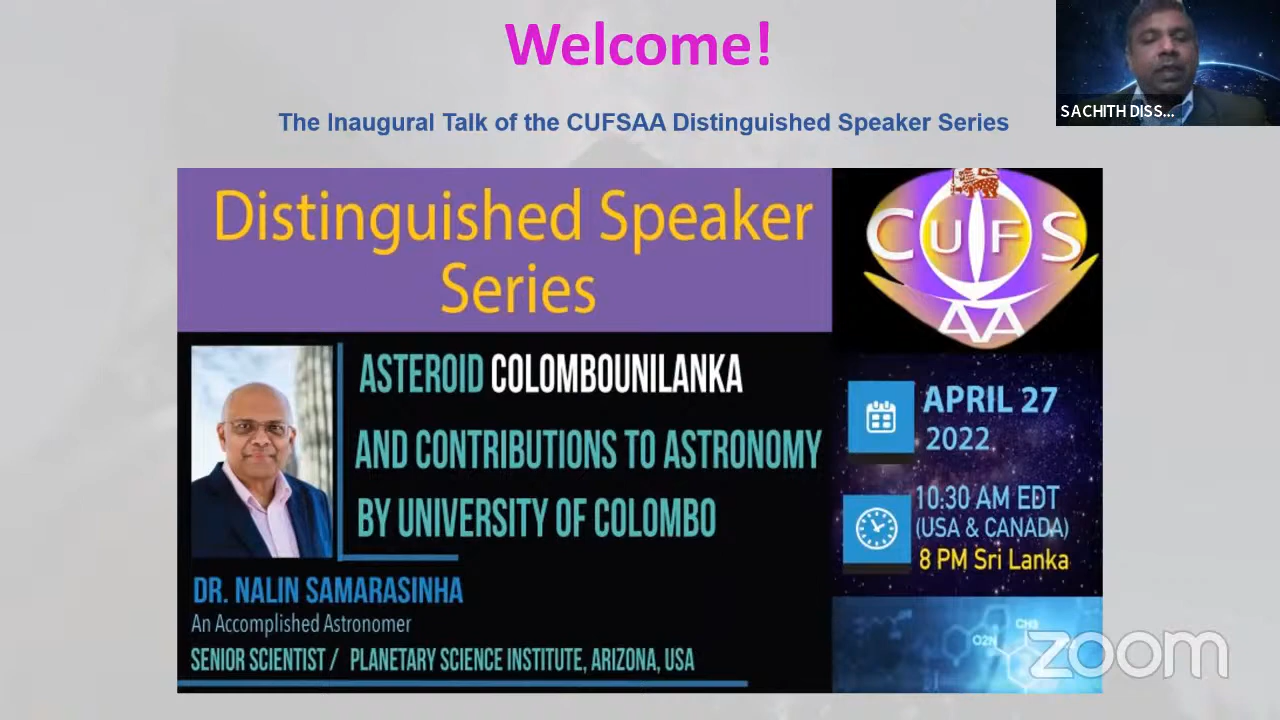 Welcome!
SACHITH DISS...
The Inaugural Talk of the CUFSAA Distinguished Speaker Series
Distinguished Speaker
Series
CUFS
AA
ASTEROID COLOMBOUNILANKA
AND CONTRIBUTIONS TO ASTRONOMY
BY UNIVERSITY OF COLOMBO
DR. NALIN SAMARASINHA
An Accomplished Astronomer
SENIOR SCIENTIST / PLANETARY SCIENCE INSTITUTE, ARIZONA, USA
APRIL 27
2022
10:30 AM EDT
(USA & CANADA)
8 PM Sri Lanka
CH3
O2N
zoom